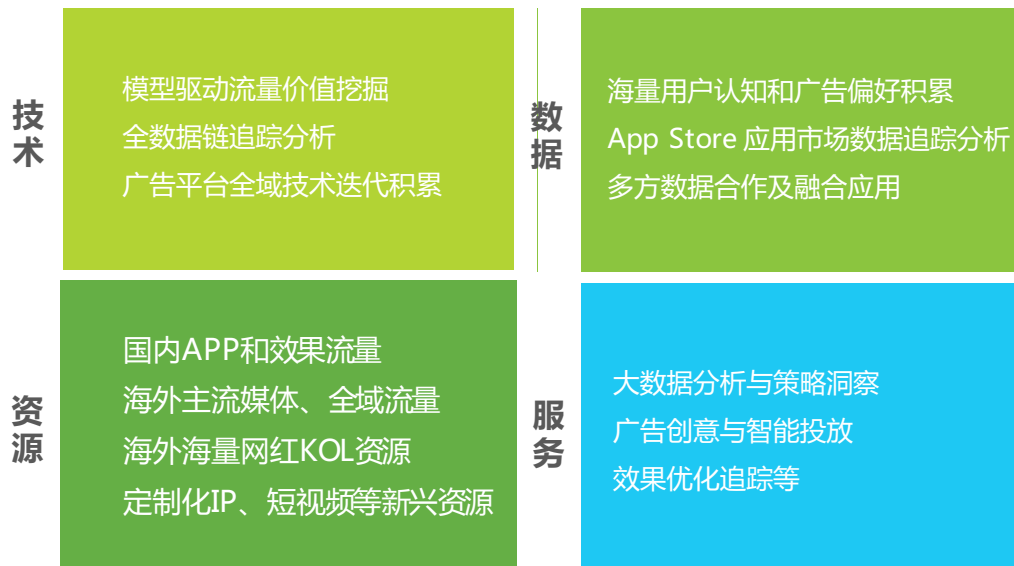 技术
模型驱动流量价值挖掘
全数据链追踪分析
广告平台全域技术迭代积累
数据
海量用户认知和广告偏好积累
App Store 应用市场数据追踪分析
多方数据合作及融合应用
资源
国内APP和效果流量
海外主流媒体、全域流量
海外海量网红KOL资源
定制化IP、短视频等新兴资源
服务
大数据分析与策略洞察
广告创意与智能投放
效果优化追踪等